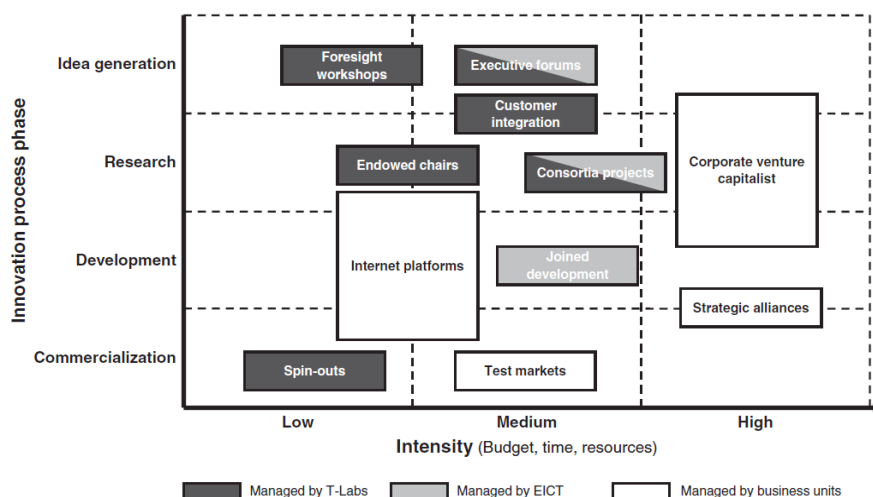 Innovation process phase
Idea generation
Foresight
workshops
Executive forums
Customer
integration
Research
Endowed chairs
Consortia projects
Corporate venture
capitalist
Development
Internet platforms
Joined
development
Strategic alliances
Commercialization
Spin-outs
Test markets
Low
Medium
High
Intensity (Budget, time, resources)
Managed by T-Labs
Managed by EICT
Managed by business units